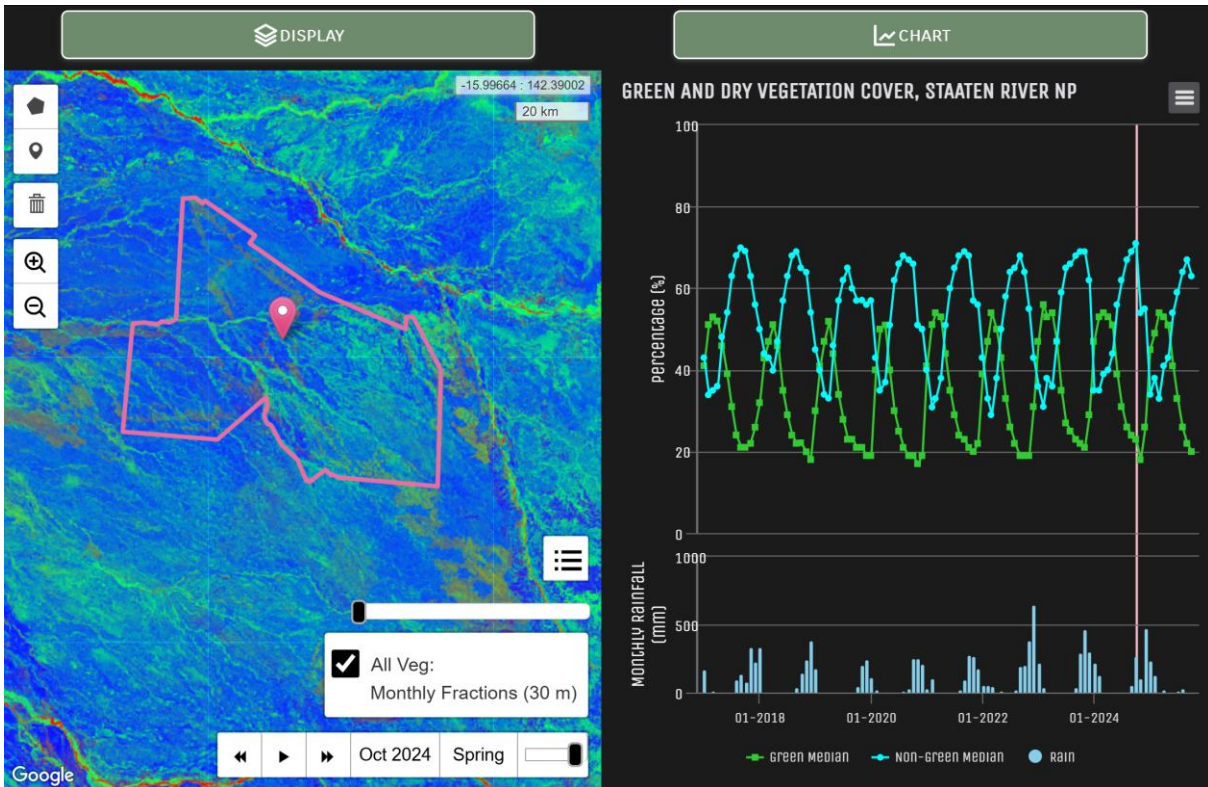 DISPLAY
CHART
-15.99664 : 142.39002
20 km
All Veg:
Monthly Fractions (30 m)
Oct 2024 Spring
Google
GREEN AND DRY VEGETATION COVER, STAATEN RIVER NP
100
80
60
40
20
0
Percentage (%)
1000
500
0
Monthly Rainfall
(mm)
01-2018 01-2020 01-2022 01-2024
Green Median Non-Green Median Rain